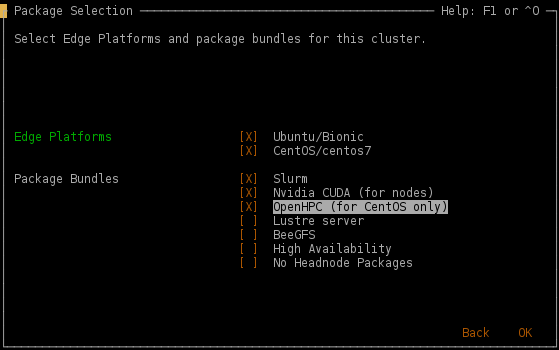 Package Selection Help: F1 or ^O
Select Edge Platforms and package bundles for this cluster.
Edge Platforms [X] Ubuntu/Bionic
[X] CentOS/centos7
Package Bundles [X] Slurm
[X] Nvidia CUDA (for nodes)
[X] OpenHPC (for CentOS only)
[ ] Lustre server
[ ] BeeGFS
[ ] High Availability
[ ] No Headnode Packages
Back OK